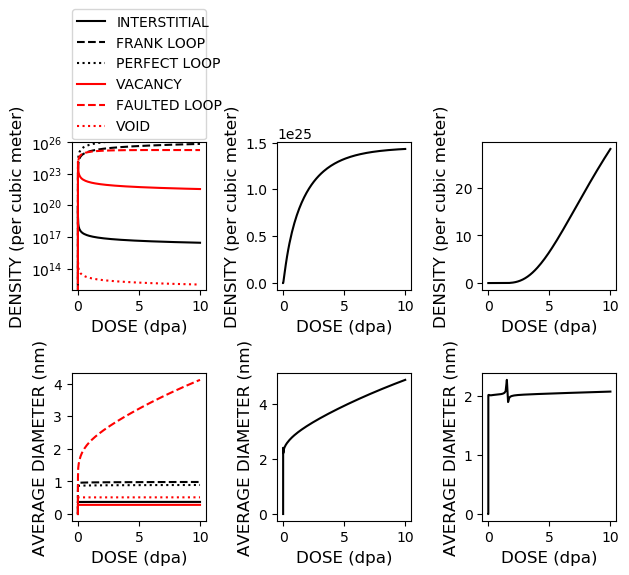 INTERSTITIAL
FRANK LOOP
PERFECT LOOP
VACANCY
FAULTED LOOP
VOID
DENSITY (per cubic meter)
10^26
10^23
10^20
10^17
10^14
0 5 10
DOSE (dpa)
DENSITY (per cubic meter)
1e25
1.5
1.0
0.5
0.0
0 5 10
DOSE (dpa)
DENSITY (per cubic meter)
20
10
0
0 5 10
DOSE (dpa)
AVERAGE DIAMETER (nm)
4
3
2
1
0
0 5 10
DOSE (dpa)
AVERAGE DIAMETER (nm)
4
2
0
0 5 10
DOSE (dpa)
AVERAGE DIAMETER (nm)
2
1
0
0 5 10
DOSE (dpa)